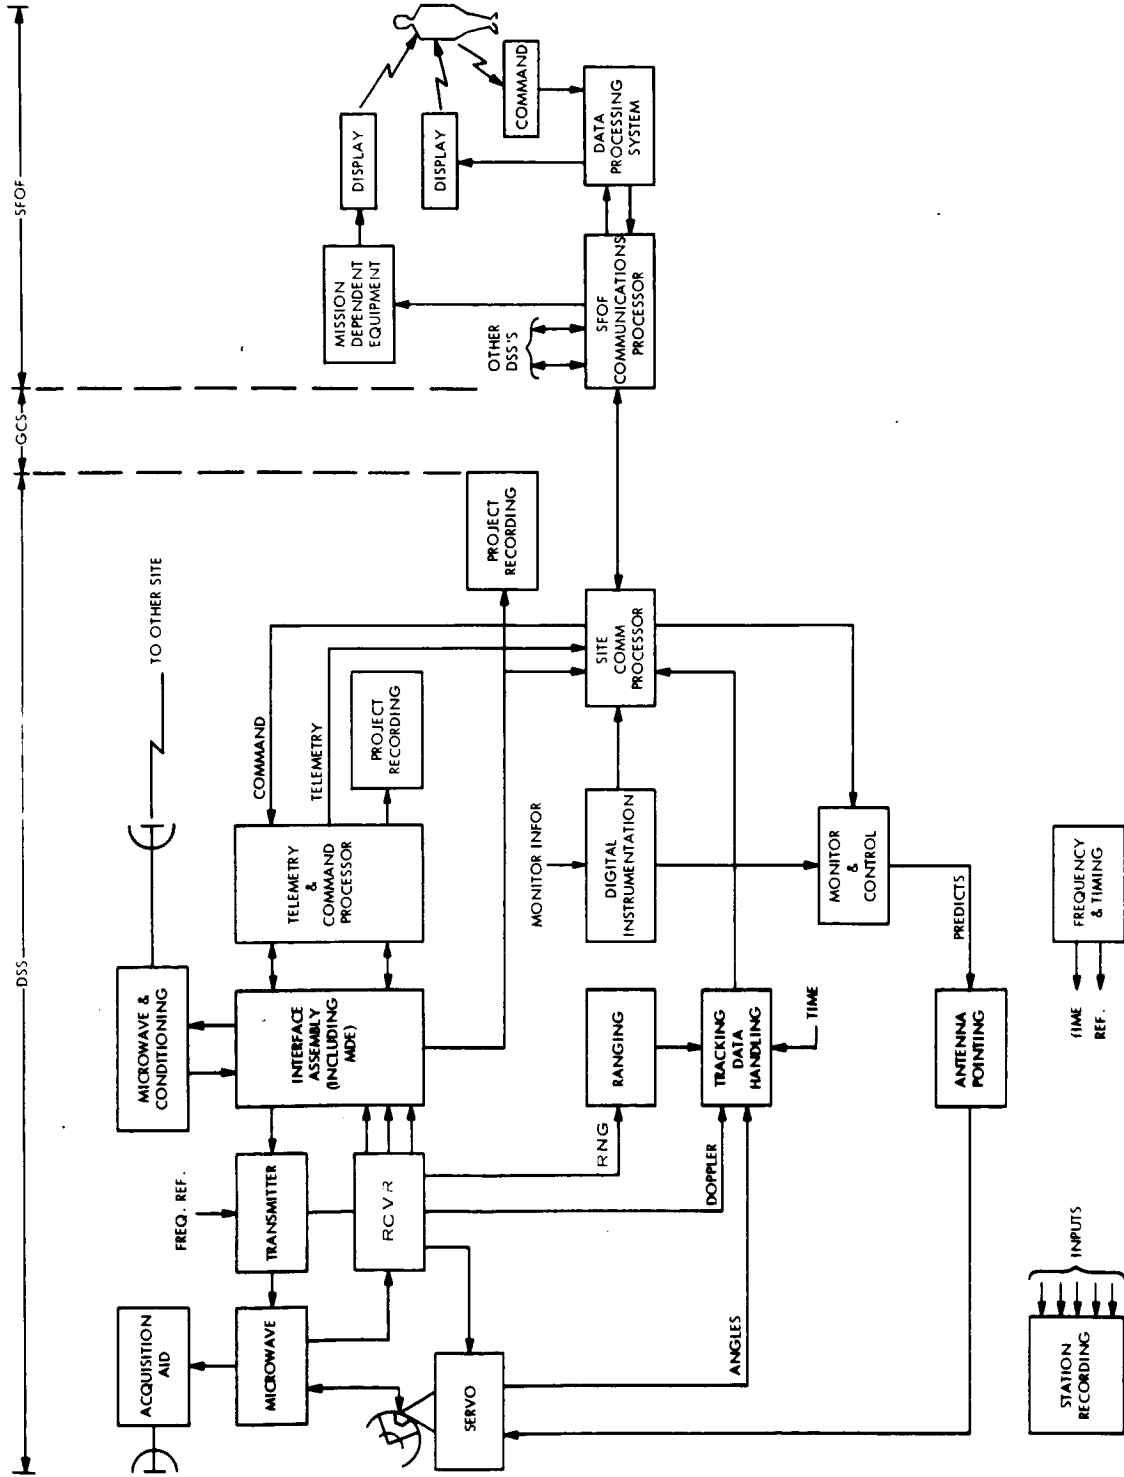 DSS
GCS
SFOF
ACQUISITION
AID
MICROWAVE &
CONDITIONING
TO OTHER SITE
FREQ. REF.
MICROWAVE
TRANSMITTER
INTERFACE
ASSEMBLY
(INCLUDING
MDE)
TELEMETRY
&
COMMAND
PROCESSOR
COMMAND
TELEMETRY
RCVR
PROJECT
RECORDING
MISSION
DEPENDENT
EQUIPMENT
DISPLAY
DISPLAY
COMMAND
SERVO
PROJECT
RECORDING
OTHER
DSS'S
MONITOR INFOR
RNG
RANGING
DIGITAL
INSTRUMENTATION
SITE
COMM
PROCESSOR
SFOF
COMMUNICATIONS
PROCESSOR
DATA
PROCESSING
SYSTEM
DOPPLER
ANGLES
TRACKING
DATA
HANDLING
TIME
MONITOR
&
CONTROL
PREDICTS
ANTENNA
POINTING
STATION
RECORDING
INPUTS
TIME
REF.
FREQUENCY
& TIMING